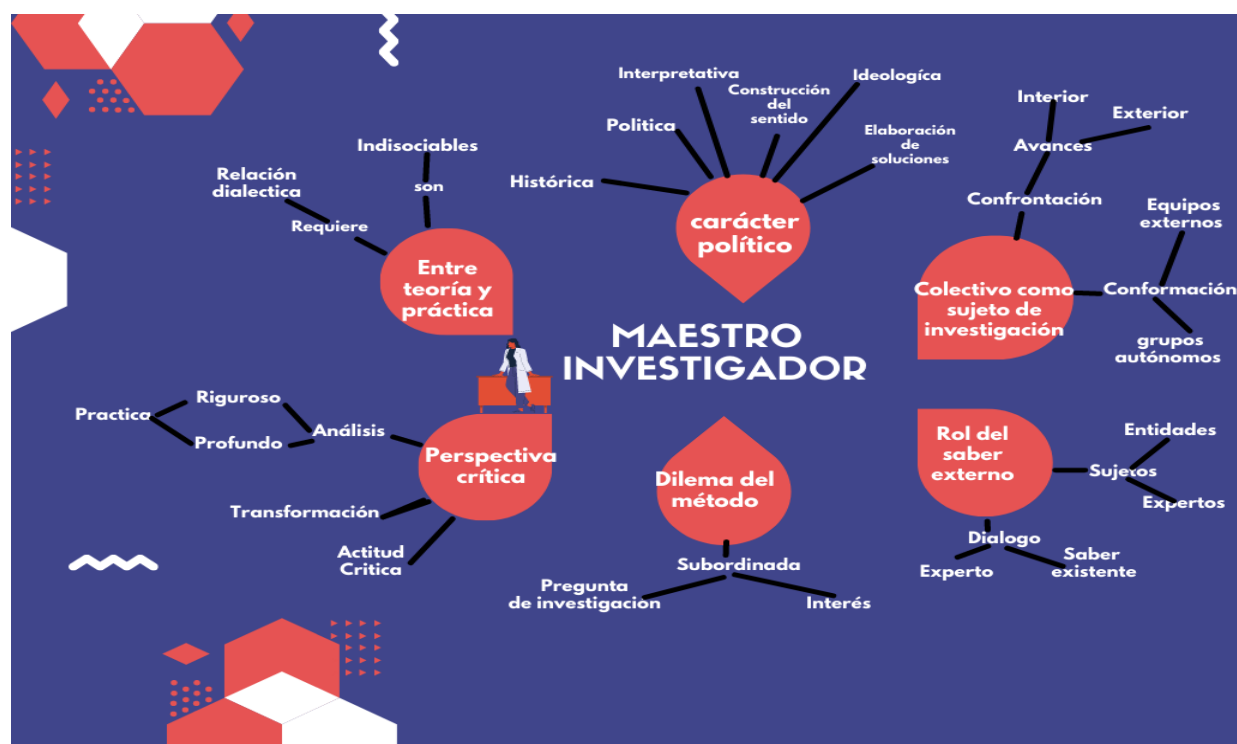 MAESTRO
INVESTIGADOR
Entre
teoría y
práctica
Indisociables
son
Relación
dialectica
Requiere
carácter
político
Histórica
Politica
Interpretativa
Construcción
del
sentido
Ideologíca
Elaboración
de
soluciones
Colectivo como
sujeto de
investigación
Confrontación
Avances
Interior
Exterior
Conformación
Equipos
externos
grupos
autónomos
Perspectiva
crítica
Análisis
Riguroso
Profundo
Practica
Transformación
Actitud
Critica
Dilema del
método
Subordinada
Pregunta
de investigación
Interés
Rol del
saber
externo
Sujetos
Entidades
Expertos
Dialogo
Experto
Saber
existente